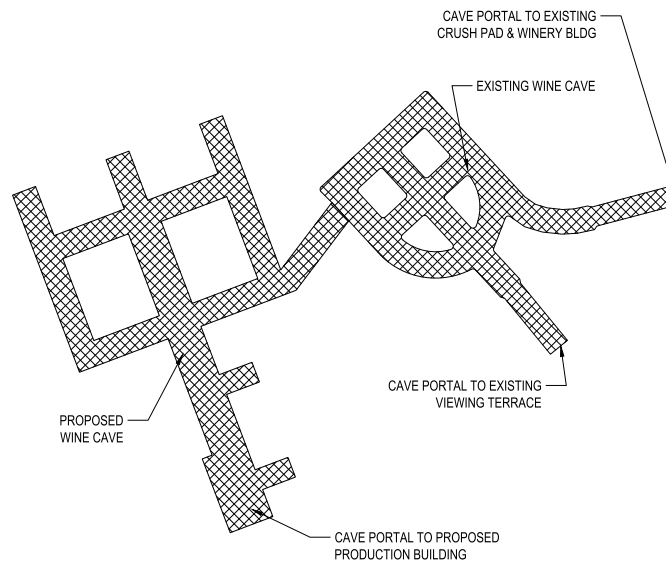 CAVE PORTAL TO EXISTING
CRUSH PAD & WINERY BLDG
EXISTING WINE CAVE
CAVE PORTAL TO EXISTING
VIEWING TERRACE
PROPOSED
WINE CAVE
CAVE PORTAL TO PROPOSED
PRODUCTION BUILDING